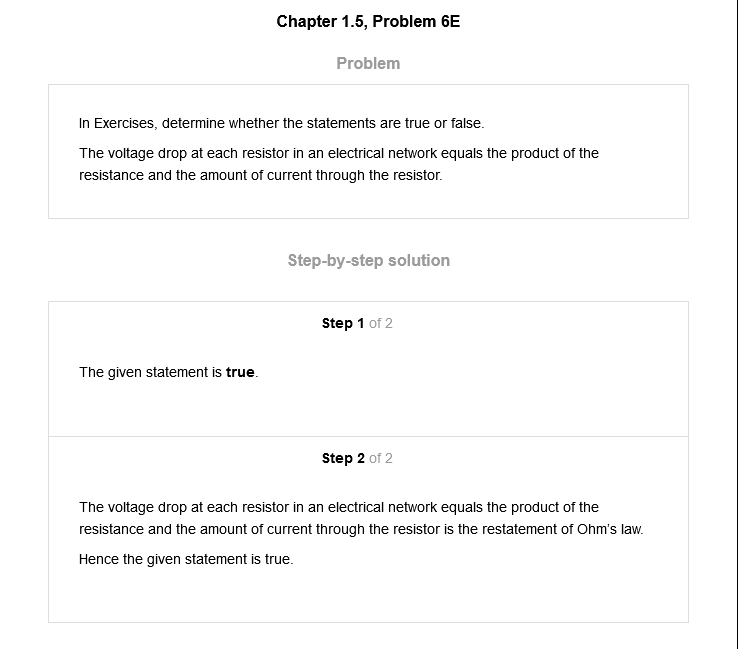 Chapter 1.5, Problem 6E
Problem
In Exercises, determine whether the statements are true or false.
The voltage drop at each resistor in an electrical network equals the product of the
resistance and the amount of current through the resistor.
Step-by-step solution
Step 1 of 2
The given statement is true.
Step 2 of 2
The voltage drop at each resistor in an electrical network equals the product of the
resistance and the amount of current through the resistor is the restatement of Ohm's law.
Hence the given statement is true.